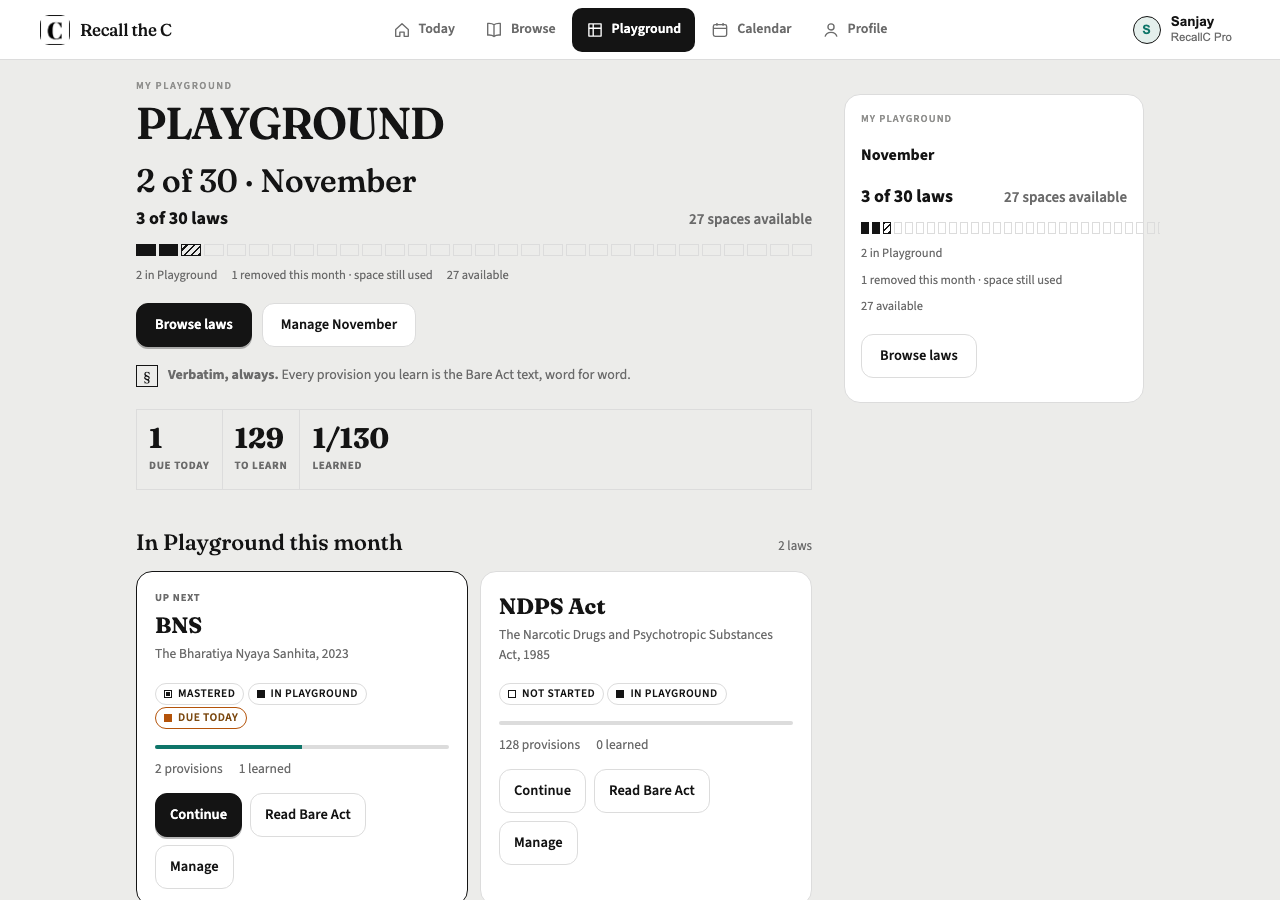 C Recall the C
Today
Browse
Playground
Calendar
Profile
S
Sanjay
RecallC Pro
MY PLAYGROUND
PLAYGROUND
2 of 30 · November
3 of 30 laws
27 spaces available
2 in Playground
1 removed this month · space still used
27 available
Browse laws
Manage November
§
Verbatim, always. Every provision you learn is the Bare Act text, word for word.
1
DUE TODAY
129
TO LEARN
1/130
LEARNED
In Playground this month
2 laws
UP NEXT
BNS
The Bharatiya Nyaya Sanhita, 2023
MASTERED
IN PLAYGROUND
DUE TODAY
2 provisions
1 learned
Continue
Read Bare Act
Manage
NDPS Act
The Narcotic Drugs and Psychotropic Substances
Act, 1985
NOT STARTED
IN PLAYGROUND
128 provisions
0 learned
Continue
Read Bare Act
Manage
MY PLAYGROUND
November
3 of 30 laws
27 spaces available
2 in Playground
1 removed this month · space still used
27 available
Browse laws